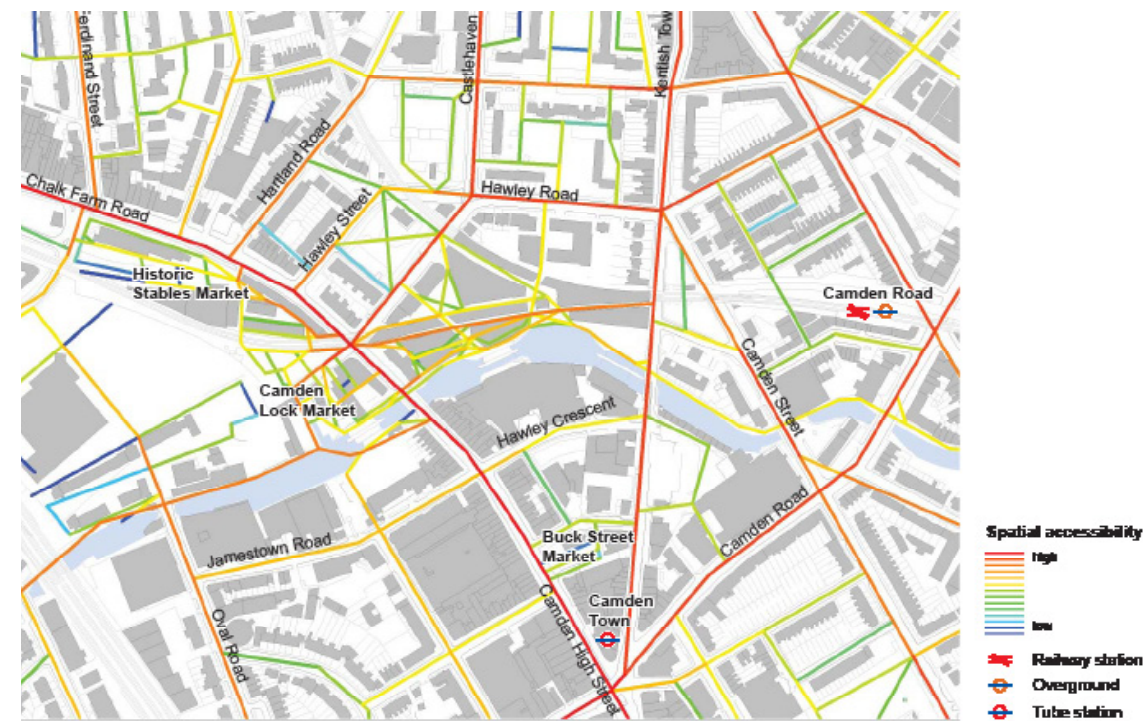 Ferdinand Street
Castlehaven
Kentish Tow
Hartland Road
Chalk Farm Road
Hawley Road
Hawley Street
Historic
Stables Market
Camden Road
Camden Street
Camden
Lock Market
Hawley Crescent
Camden Road
Buck Street
Market
Jamestown Road
Camden
Town
Oval Road
Camden High Street
Spatial accessibility
high
low
Railway station
Overground
Tube station